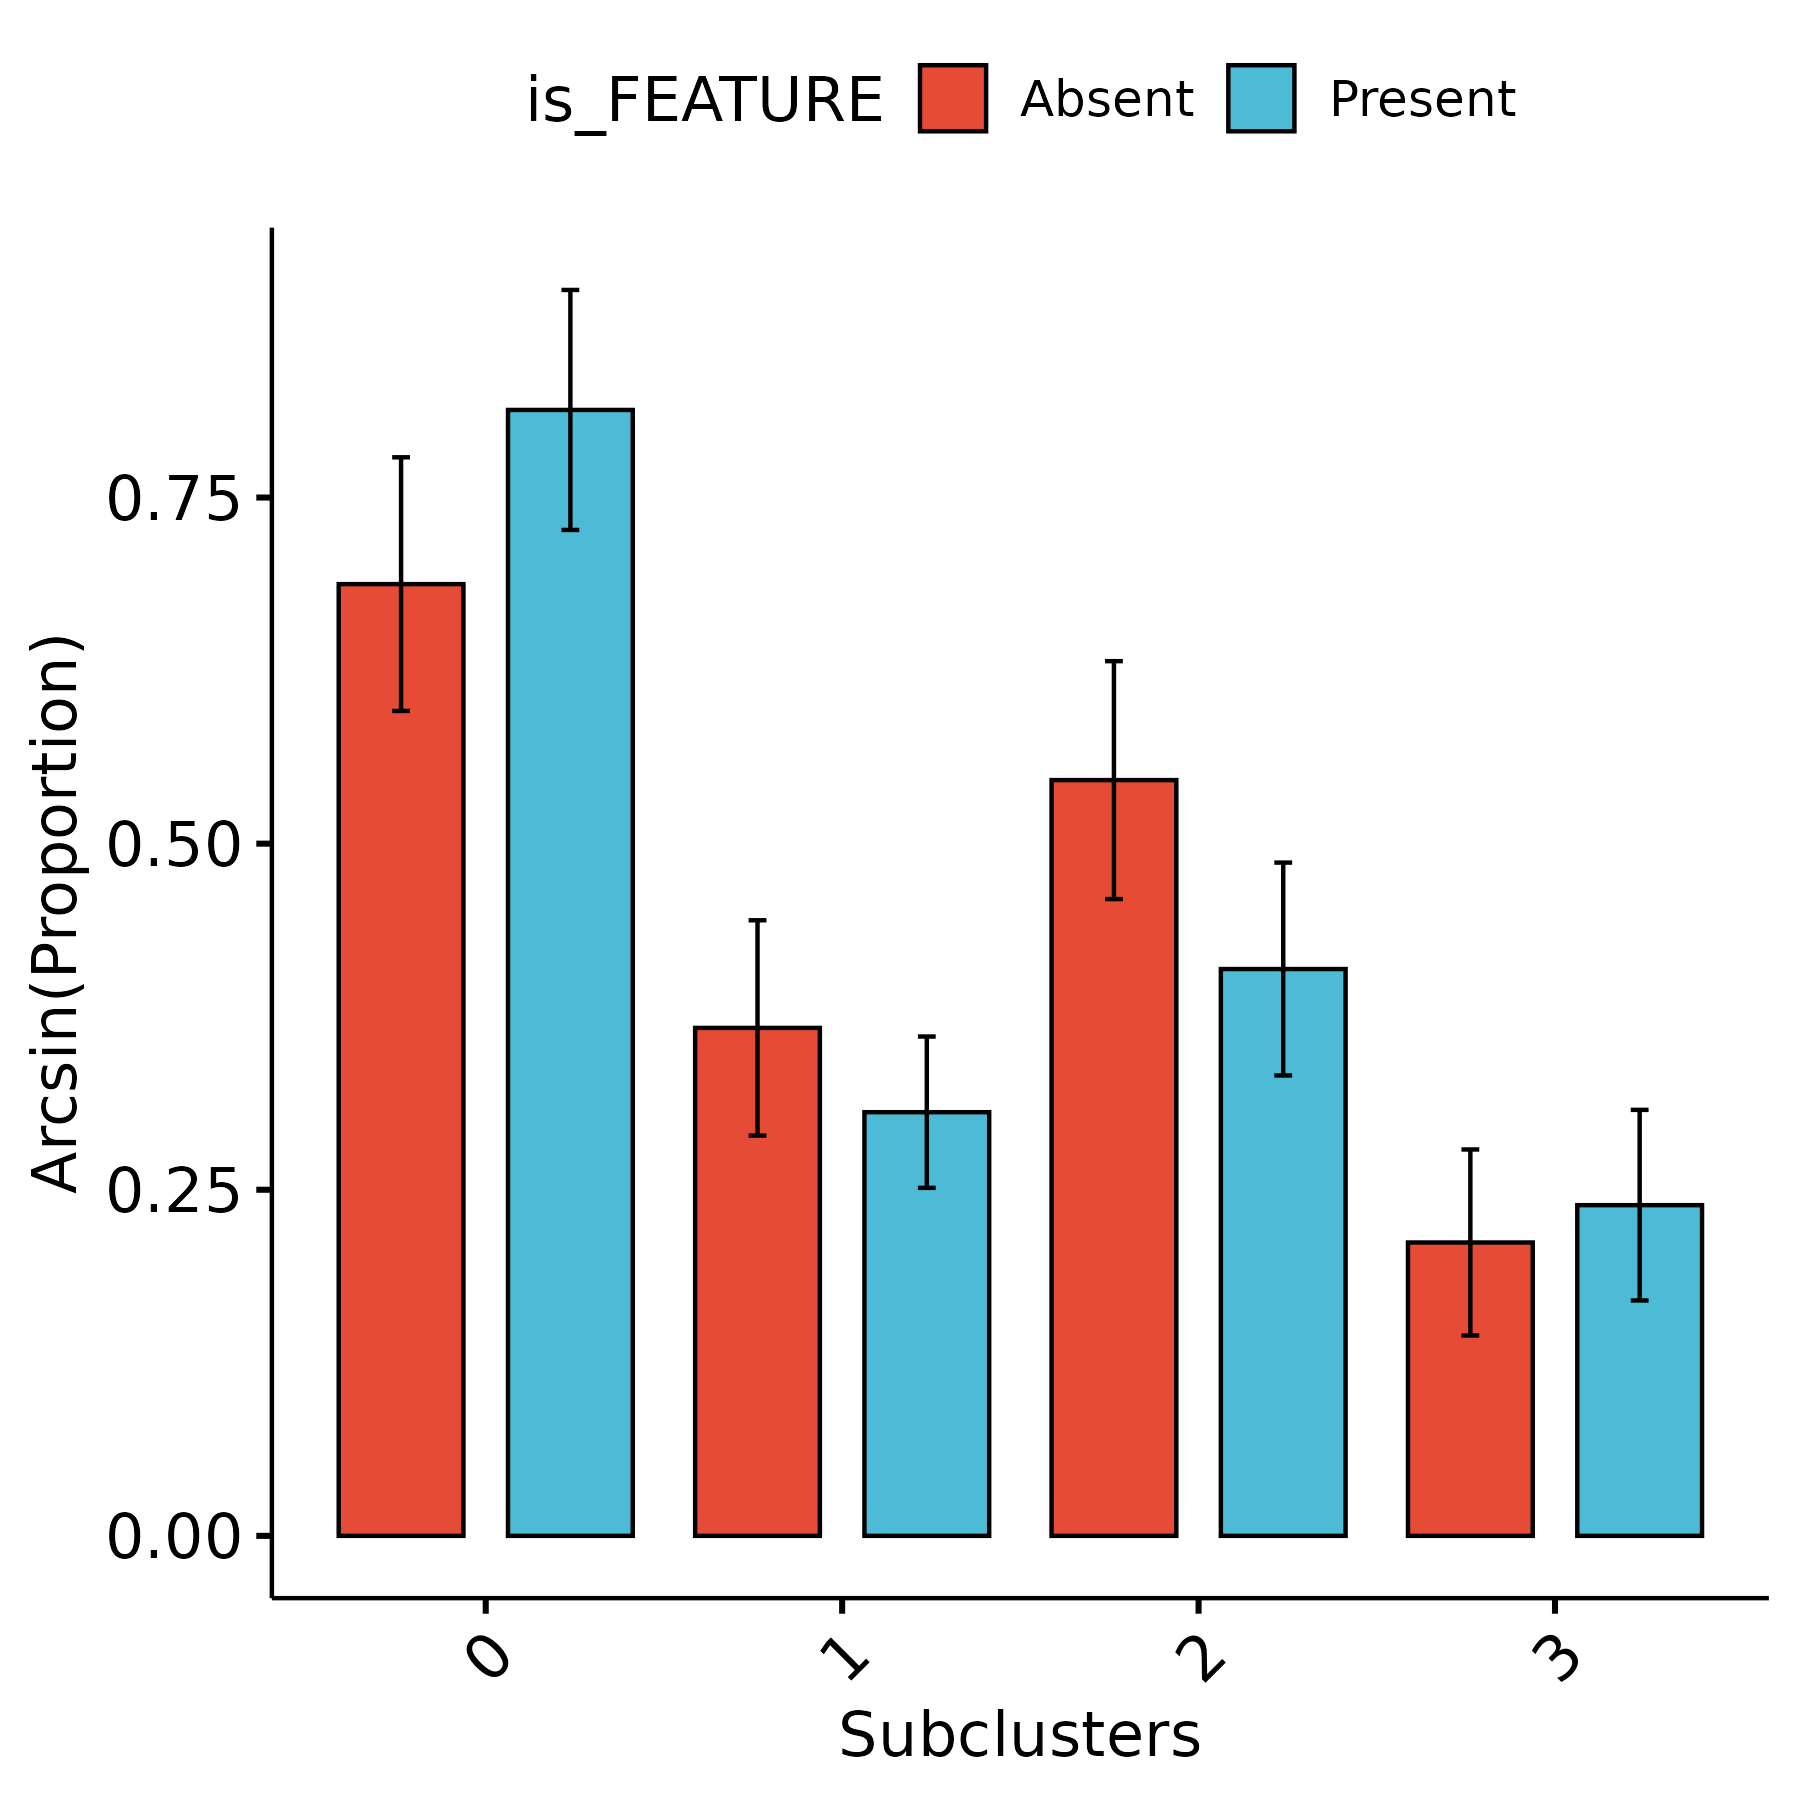 is_FEATURE Absent Present
Arcsin(Proportion)
0.75
0.50
0.25
0.00
0 1 2 3
Subclusters